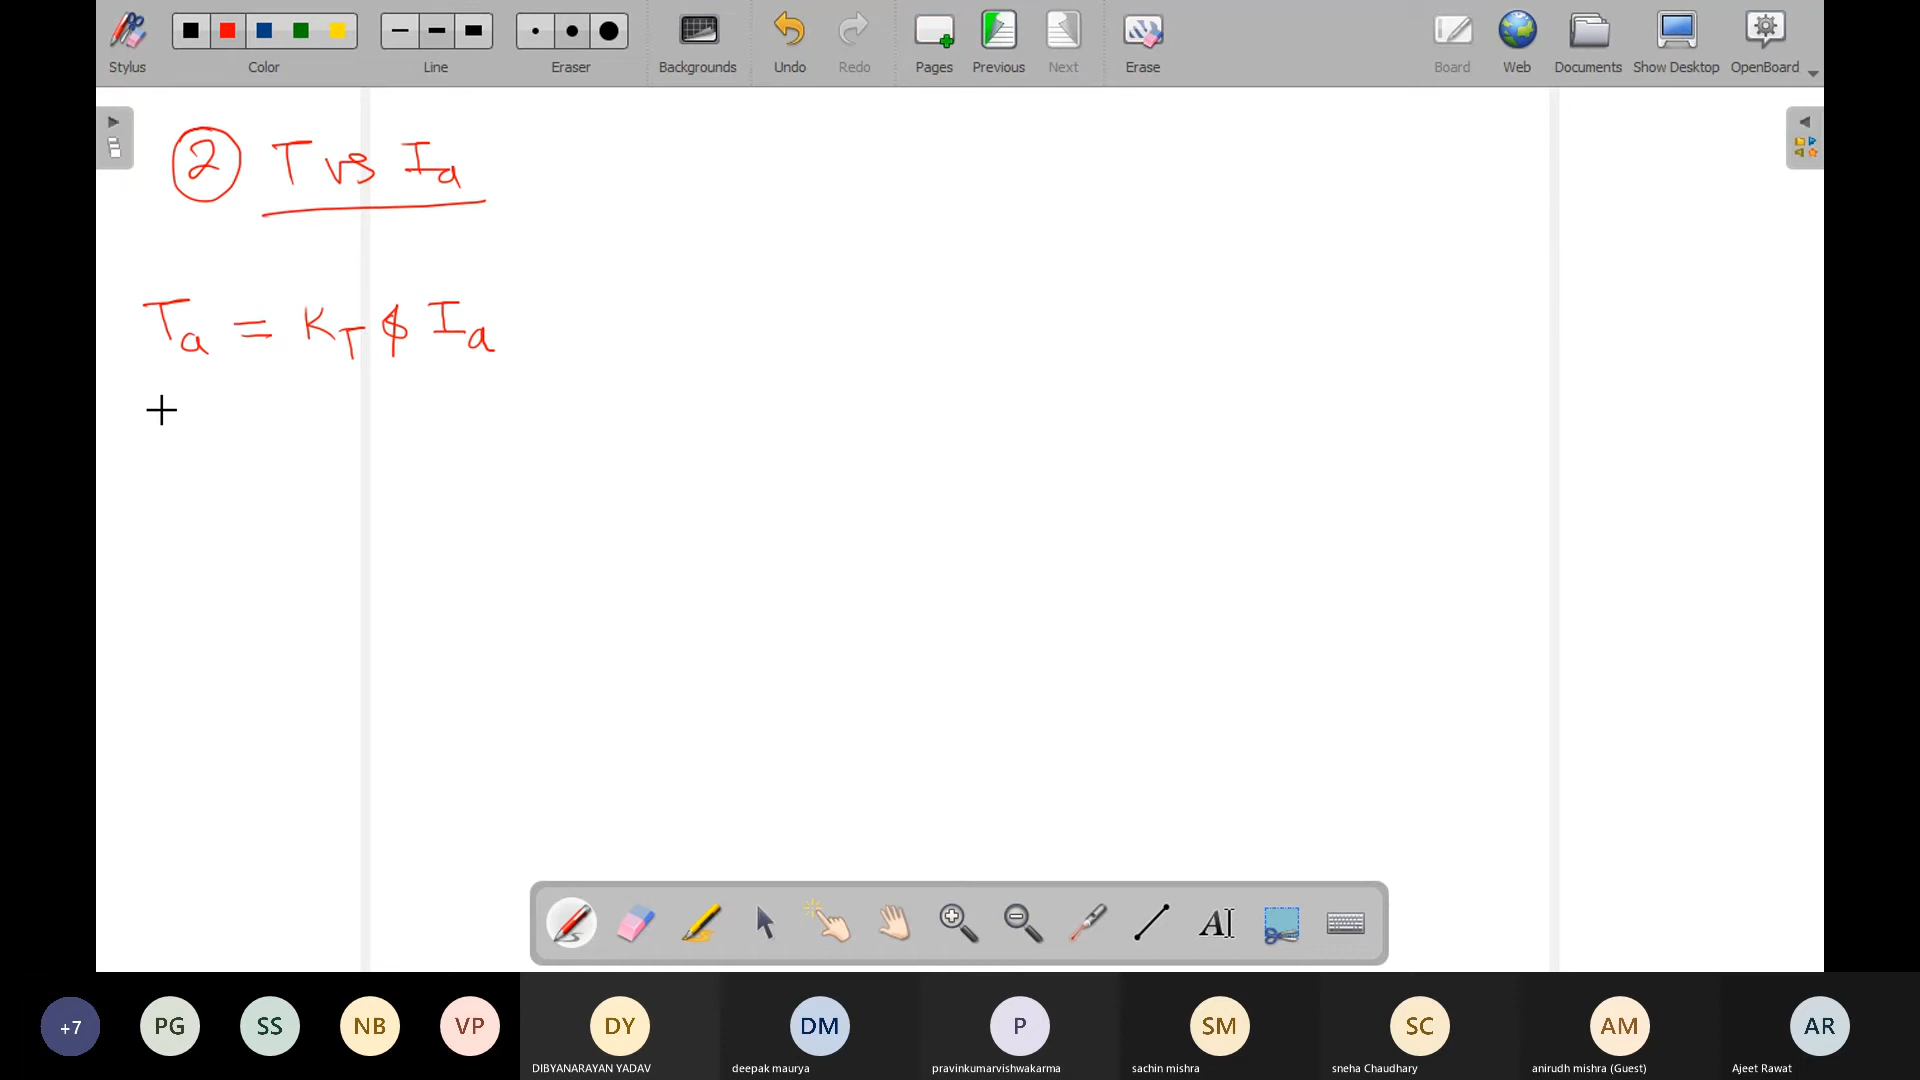 Stylus
Color
Line
Eraser
Backgrounds
Undo
Redo
Pages
Previous
Next
Erase
Board
Web
Documents
Show Desktop
OpenBoard
② T vs Iₐ
Tₐ = K_T ϕ Iₐ
AI
+7
PG
SS
NB
VP
DY
DM
P
SM
SC
AM
AR
DIBYANARAYAN YADAV
deepak maurya
pravinkumarvishwakarma
sachin mishra
sneha Chaudhary
anirudh mishra (Guest)
Ajeet Rawat